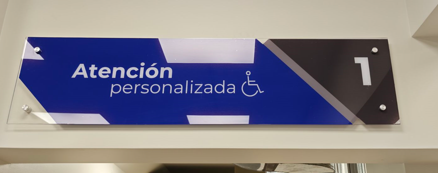 Atención
personalizada
1